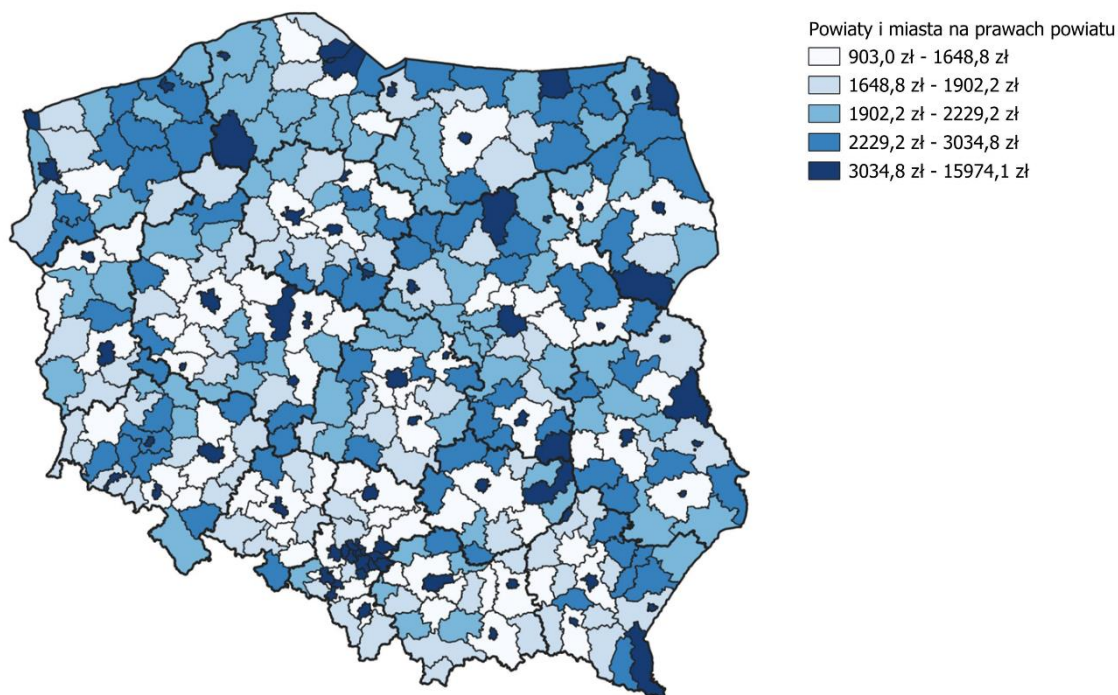 Powiaty i miasta na prawach powiatu
903,0 zł - 1648,8 zł
1648,8 zł - 1902,2 zł
1902,2 zł - 2229,2 zł
2229,2 zł - 3034,8 zł
3034,8 zł - 15974,1 zł